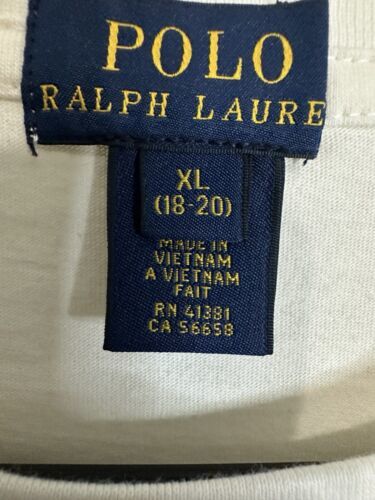 POLO
RALPH LAURE
XL
(18-20)
MADE IN
VIETNAM
A VIETNAM
FAIT
RN 41381
CA 56658